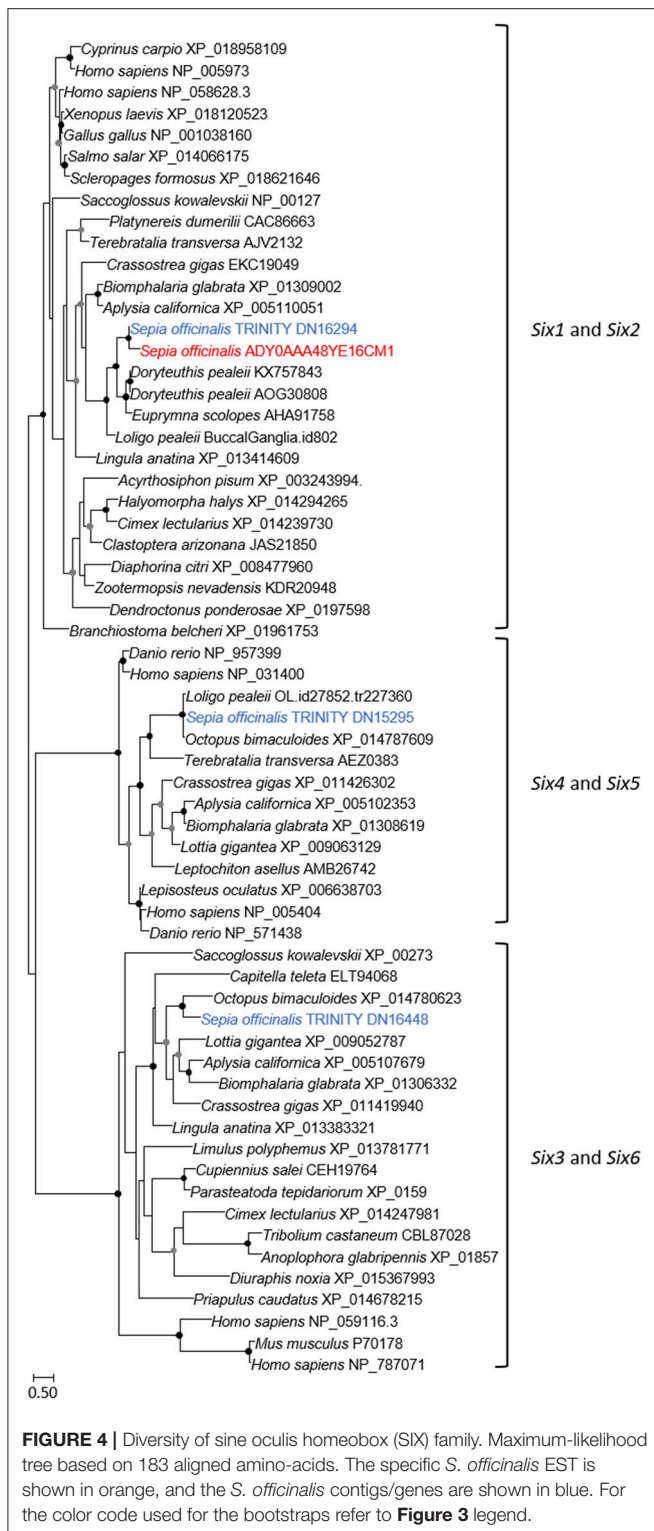 Cyprinus carpio XP_018958109
Homo sapiens NP_005973
Homo sapiens NP_058628.3
Xenopus laevis XP_018120523
Gallus gallus NP_001038160
Salmo salar XP_014066175
Scleropages formosus XP_018621646
Saccoglossus kowalevskii NP_00127
Platynereis dumerilii CAC86663
Terebratalia transversa AJV2132
Crassostrea gigas EKC19049
Biomphalaria glabrata XP_01309002
Aplysia californica XP_005110051
Sepia officinalis TRINITY DN16294
Sepia officinalis ADY0AAA48YE16CM1
Doryteuthis pealeii KX757843
Doryteuthis pealeii AOG30808
Euprymna scolopes AHA91758
Loligo pealeii BuccalGanglia.id802
Lingula anatina XP_013414609
Acyrthosiphon pisum XP_003243994.
Halyomorpha halys XP_014294265
Cimex lectularius XP_014239730
Clastoptera arizonana JAS21850
Diaphorina citri XP_008477960
Zootermopsis nevadensis KDR20948
Dendroctonus ponderosae XP_0197598
Branchiostoma belcheri XP_01961753
Six1 and Six2
Danio rerio NP_957399
Homo sapiens NP_031400
Loligo pealeii OL.id27852.tr227360
Sepia officinalis TRINITY DN15295
Octopus bimaculoides XP_014787609
Terebratalia transversa AEZ0383
Crassostrea gigas XP_011426302
Aplysia californica XP_005102353
Biomphalaria glabrata XP_01308619
Lottia gigantea XP_009063129
Leptochiton asellus AMB26742
Lepisosteus oculatus XP_006638703
Homo sapiens NP_005404
Danio rerio NP_571438
Six4 and Six5
Saccoglossus kowalevskii XP_00273
Capitella teleta ELT94068
Octopus bimaculoides XP_014780623
Sepia officinalis TRINITY DN16448
Lottia gigantea XP_009052787
Aplysia californica XP_005107679
Biomphalaria glabrata XP_01306332
Crassostrea gigas XP_011419940
Lingula anatina XP_013383321
Limulus polyphemus XP_013781771
Cupiennius salei CEH19764
Parasteatoda tepidariorum XP_0159
Cimex lectularius XP_014247981
Tribolium castaneum CBL87028
Anoplophora glabripennis XP_01857
Diuraphis noxia XP_015367993
Priapulus caudatus XP_014678215
Homo sapiens NP_059116.3
Mus musculus P70178
Homo sapiens NP_787071
Six3 and Six6
0.50
FIGURE 4 | Diversity of sine oculis homeobox (SIX) family. Maximum-likelihood
tree based on 183 aligned amino-acids. The specific S. officinalis EST is
shown in orange, and the S. officinalis contigs/genes are shown in blue. For
the color code used for the bootstraps refer to Figure 3 legend.